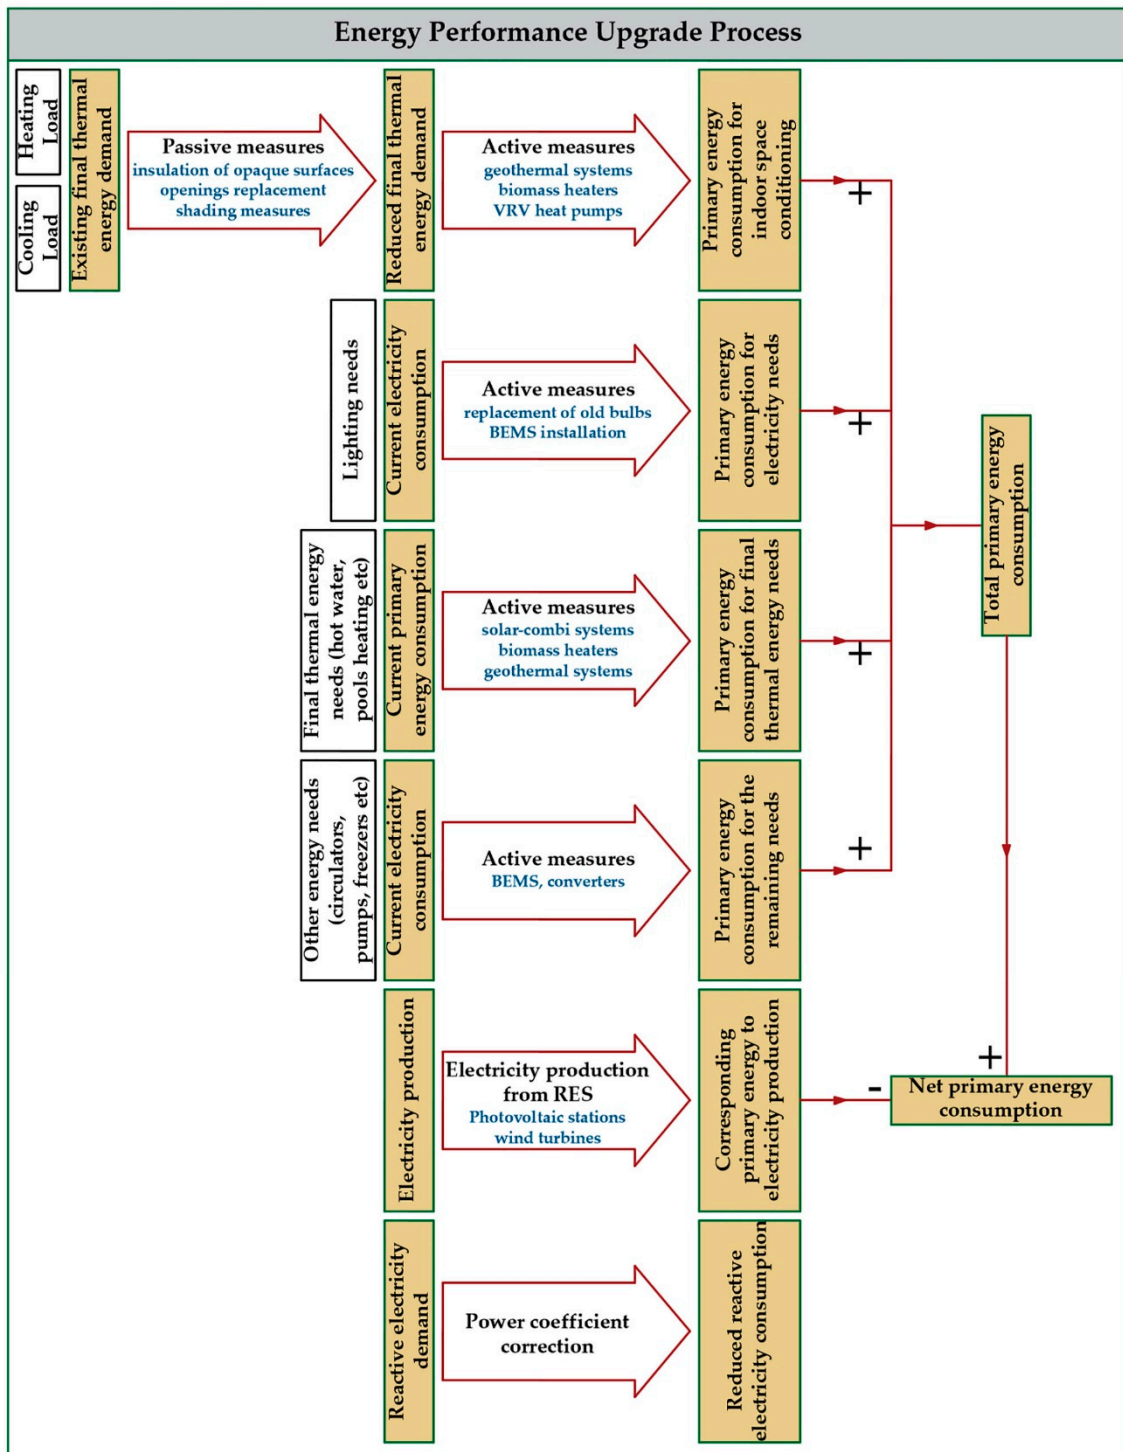 Energy Performance Upgrade Process
Heating
Load
Cooling
Load
Existing final thermal
energy demand
Passive measures
insulation of opaque surfaces
openings replacement
shading measures
Reduced final thermal
energy demand
Active measures
geothermal systems
biomass heaters
VRV heat pumps
Primary energy
consumption for
indoor space
conditioning
+
Lighting needs
Current electricity
consumption
Active measures
replacement of old bulbs
BEMS installation
Primary energy
consumption for
electricity needs
+
Final thermal energy
needs (hot water,
pools heating etc)
Current primary
energy consumption
Active measures
solar-combi systems
biomass heaters
geothermal systems
Primary energy
consumption for final
thermal energy needs
+
Total primary energy
consumption
Other energy needs
(circulators,
pumps, freezers etc)
Current electricity
consumption
Active measures
BEMS, converters
Primary energy
consumption for the
remaining needs
+
Electricity production
Electricity production
from RES
Photovoltaic stations
wind turbines
Corresponding
primary energy to
electricity production
-
+
Net primary energy
consumption
Reactive electricity
demand
Power coefficient
correction
Reduced reactive
electricity consumption